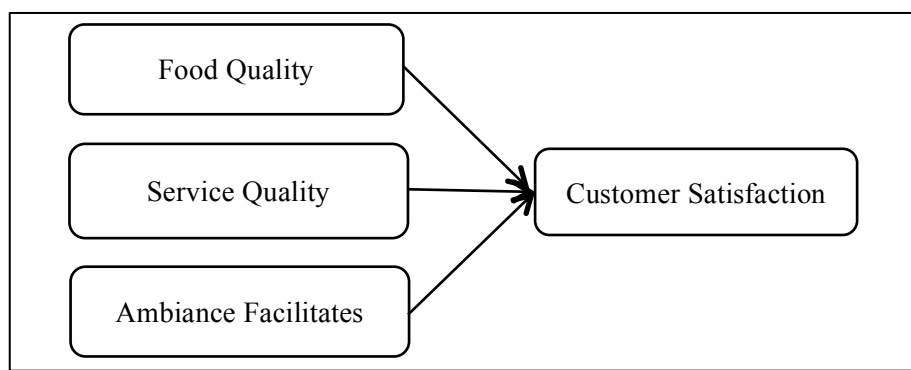 Food Quality
Service Quality
Customer Satisfaction
Ambiance Facilitates